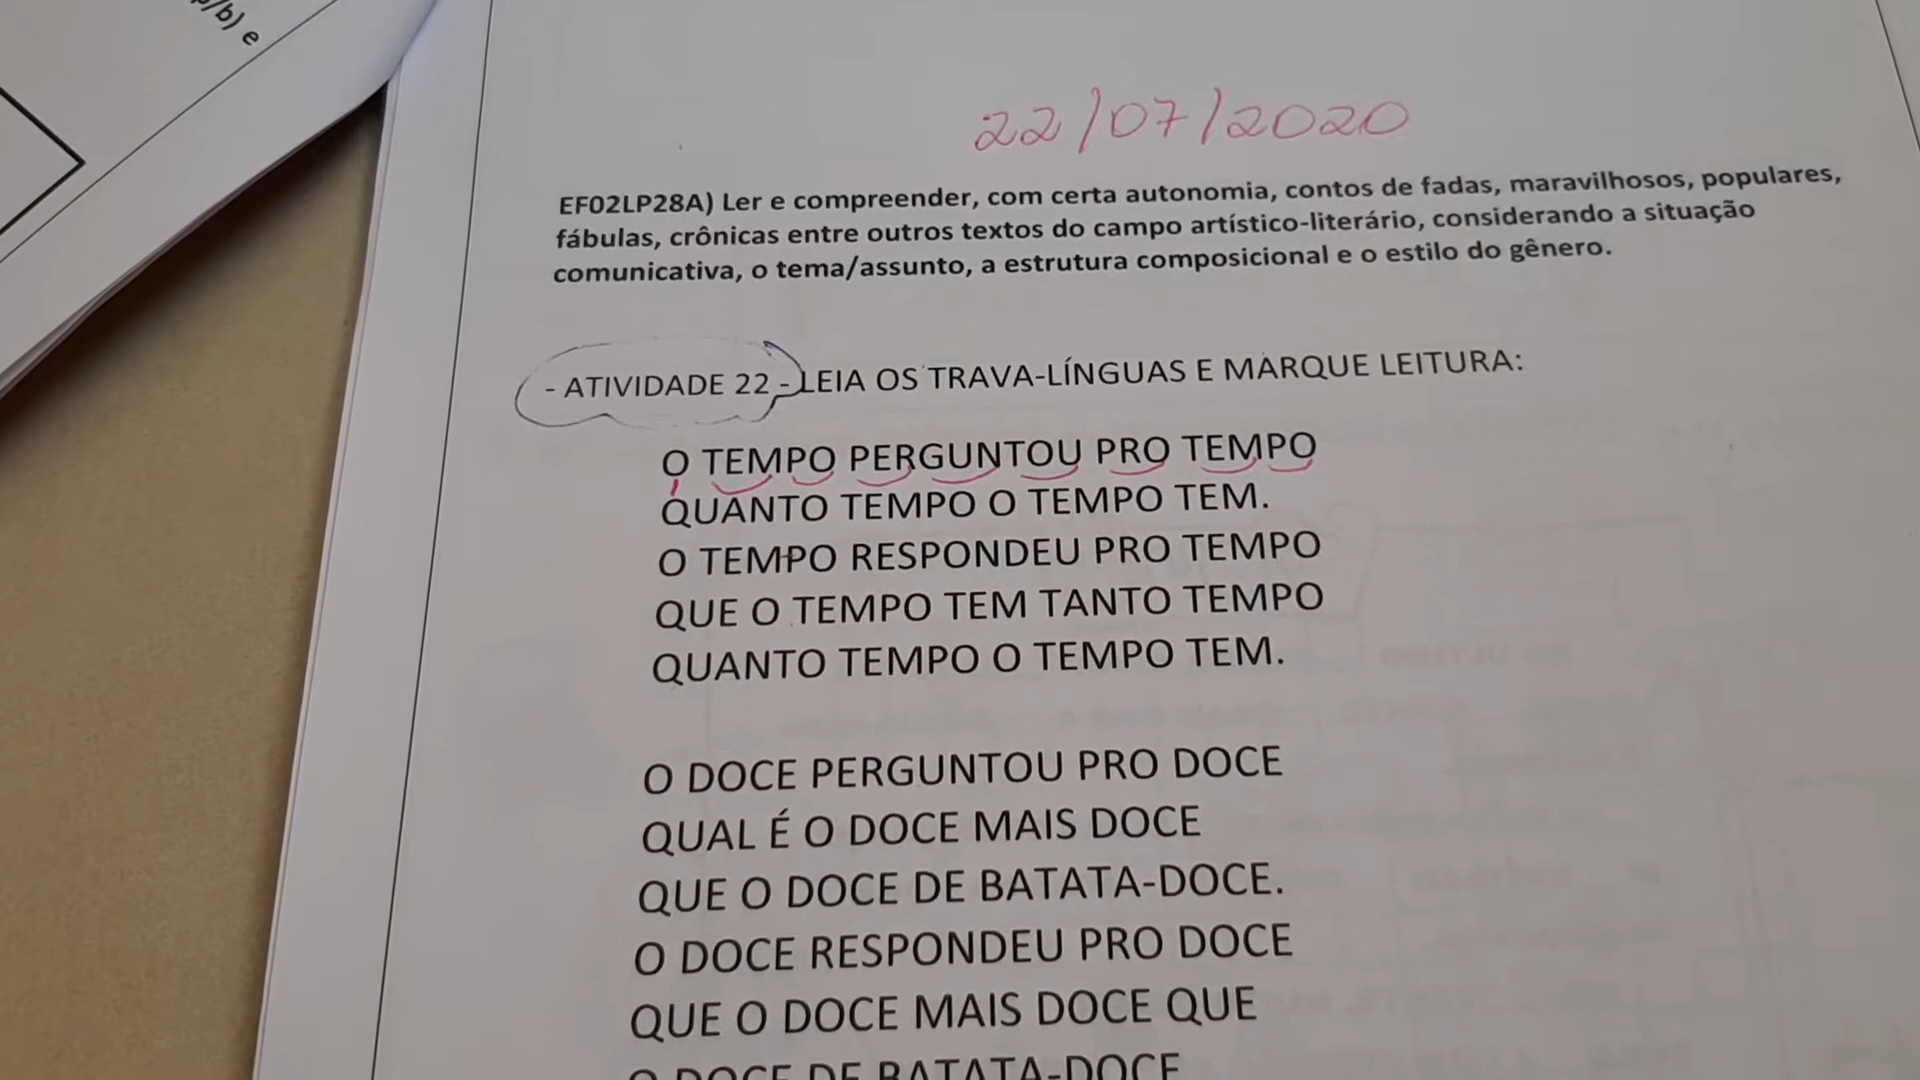 b) e
22/07/2020
EF02LP28A) Ler e compreender, com certa autonomia, contos de fadas, maravilhosos, populares,
fábulas, crônicas entre outros textos do campo artístico-literário, considerando a situação
comunicativa, o tema/assunto, a estrutura composicional e o estilo do gênero.
- ATIVIDADE 22 - LEIA OS TRAVA-LÍNGUAS E MARQUE LEITURA:
O TEMPO PERGUNTOU PRO TEMPO
QUANTO TEMPO O TEMPO TEM.
O TEMPO RESPONDEU PRO TEMPO
QUE O TEMPO TEM TANTO TEMPO
QUANTO TEMPO O TEMPO TEM.
O DOCE PERGUNTOU PRO DOCE
QUAL É O DOCE MAIS DOCE
QUE O DOCE DE BATATA-DOCE.
O DOCE RESPONDEU PRO DOCE
QUE O DOCE MAIS DOCE QUE
O DOCE DE BATATA-DOCE